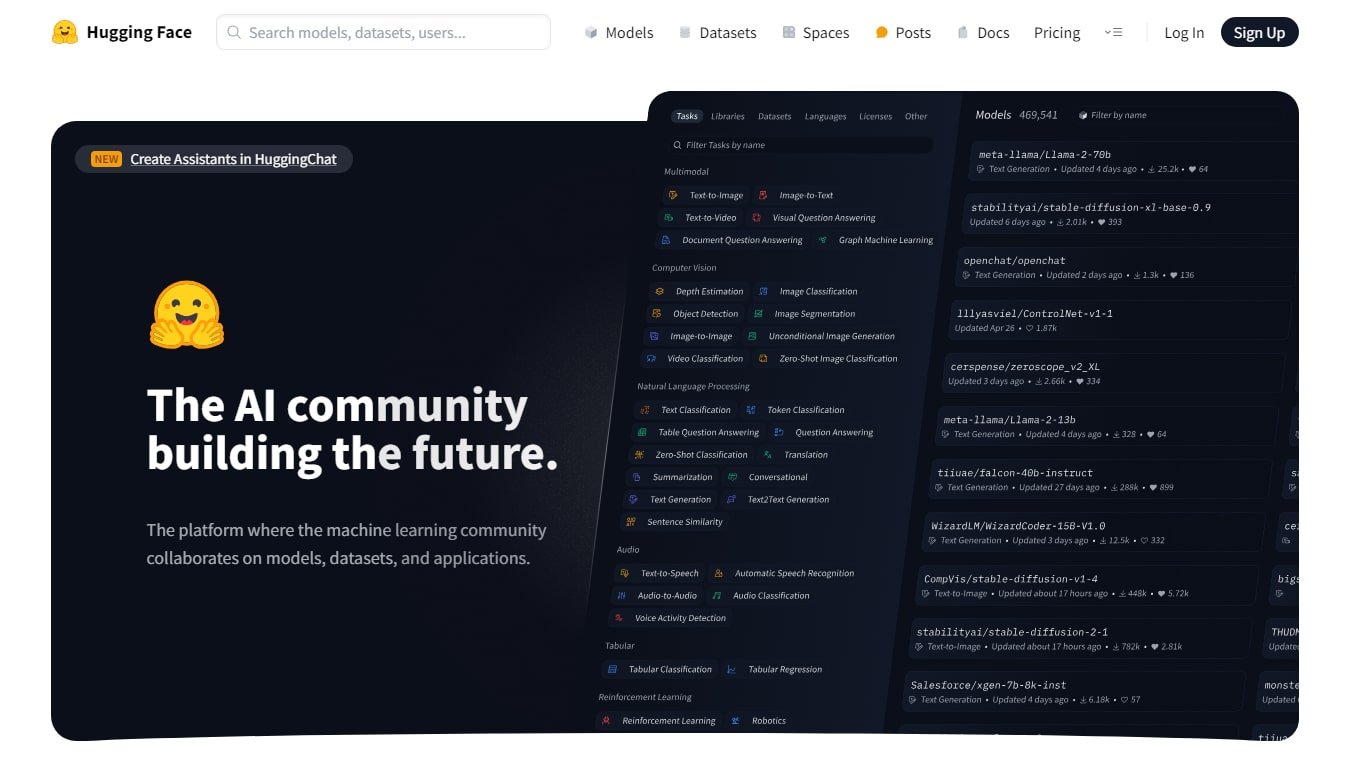 Hugging Face
Search models, datasets, users...
Models
Datasets
Spaces
Posts
Docs
Pricing
Log In
Sign Up
NEW Create Assistants in HuggingChat
The AI community
building the future.
The platform where the machine learning community
collaborates on models, datasets, and applications.
Tasks Libraries Datasets Languages Licenses Other
Filter Tasks by name
Multimodal
Text-to-Image Image-to-Text
Text-to-Video Visual Question Answering
Document Question Answering Graph Machine Learning
Computer Vision
Depth Estimation Image Classification
Object Detection Image Segmentation
Image-to-Image Unconditional Image Generation
Video Classification Zero-Shot Image Classification
Natural Language Processing
Text Classification Token Classification
Table Question Answering Question Answering
Zero-Shot Classification Translation
Summarization Conversational
Text Generation Text2Text Generation
Sentence Similarity
Audio
Text-to-Speech Automatic Speech Recognition
Audio-to-Audio Audio Classification
Voice Activity Detection
Tabular
Tabular Classification Tabular Regression
Reinforcement Learning
Reinforcement Learning Robotics
Models 469,541 Filter by name
meta-llama/Llama-2-70b
Text Generation • Updated 4 days ago • 25.2k • 64
stabilityai/stable-diffusion-xl-base-0.9
Updated 6 days ago • 2.01k • 393
openchat/openchat
Text Generation • Updated 2 days ago • 1.3k • 136
lllyasviel/ControlNet-v1-1
Updated Apr 26 • 1.87k
cerspense/zeroscope_v2_XL
Updated 3 days ago • 2.66k • 334
meta-llama/Llama-2-13b
Text Generation • Updated 4 days ago • 328 • 64
tiiuae/falcon-40b-instruct
Text Generation • Updated 27 days ago • 288k • 899
WizardLM/WizardCoder-15B-V1.0
Text Generation • Updated 3 days ago • 12.5k • 332
CompVis/stable-diffusion-v1-4
Text-to-Image • Updated about 17 hours ago • 448k • 5.72k
stabilityai/stable-diffusion-2-1
Text-to-Image • Updated about 17 hours ago • 782k • 2.81k
Salesforce/xgen-7b-8k-inst
Text Generation • Updated 4 days ago • 6.18k • 57